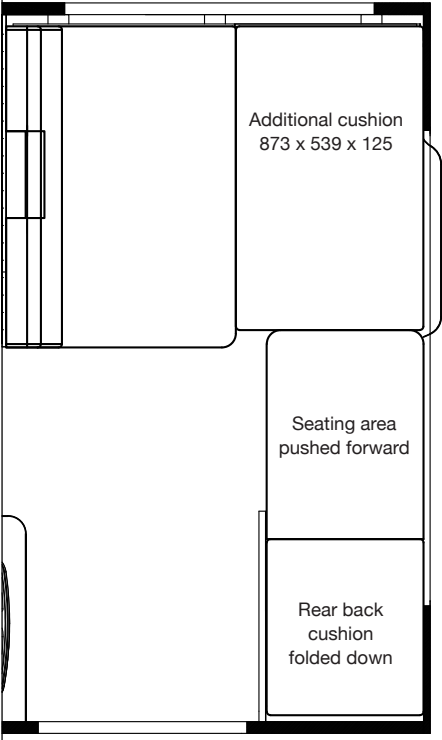 Additional cushion
873 x 539 x 125
Seating area
pushed forward
Rear back
cushion
folded down